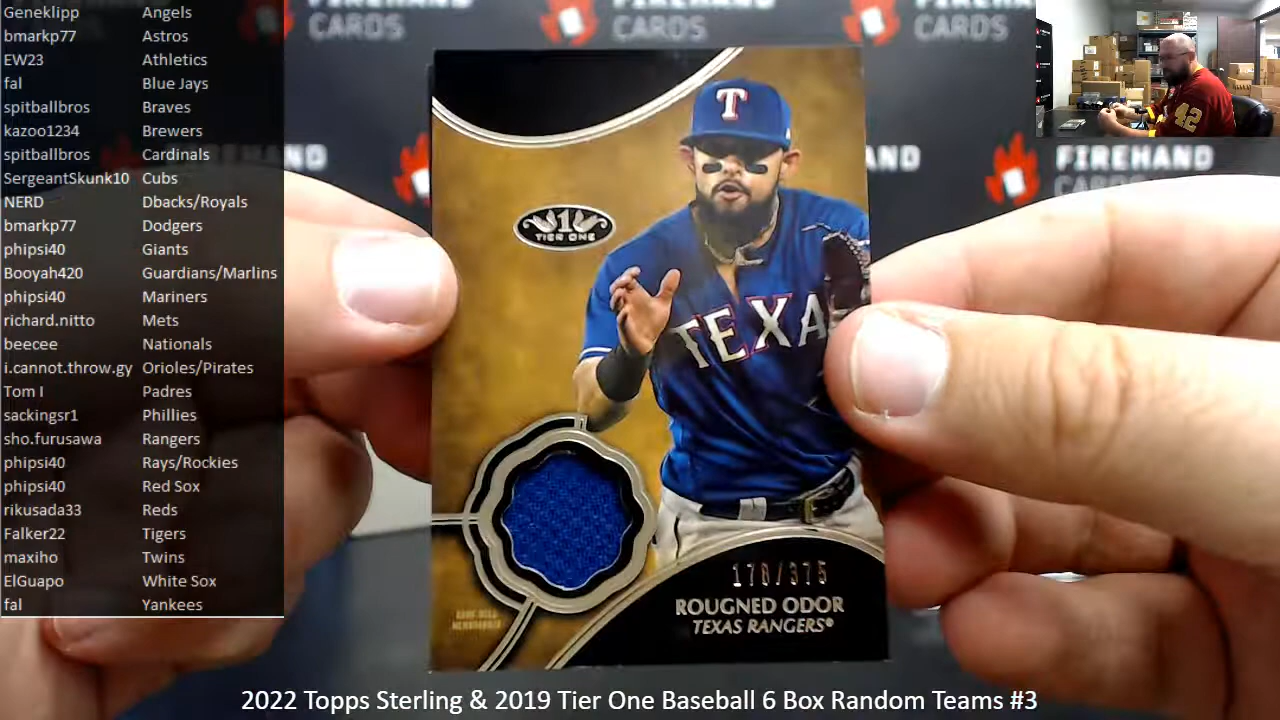 Geneklipp Angels
bmarkp77 Astros
EW23 Athletics
fal Blue Jays
spitballbros Braves
kazoo1234 Brewers
spitballbros Cardinals
SergeantSkunk10 Cubs
NERD Dbacks/Royals
bmarkp77 Dodgers
phipsi40 Giants
Booyah420 Guardians/Marlins
phipsi40 Mariners
richard.nitto Mets
beecee Nationals
i.cannot.throw.gy Orioles/Pirates
Tom I Padres
sackingsr1 Phillies
sho.furusawa Rangers
phipsi40 Rays/Rockies
phipsi40 Red Sox
rikusada33 Reds
Falker22 Tigers
maxiho Twins
ElGuapo White Sox
fal Yankees
CARDS
CARDS
CARDS
FIREHAND
CARDS
42
T
1
TIER ONE
TEXA
178/375
ROUGNED ODOR
TEXAS RANGERS®
2022 Topps Sterling & 2019 Tier One Baseball 6 Box Random Teams #3